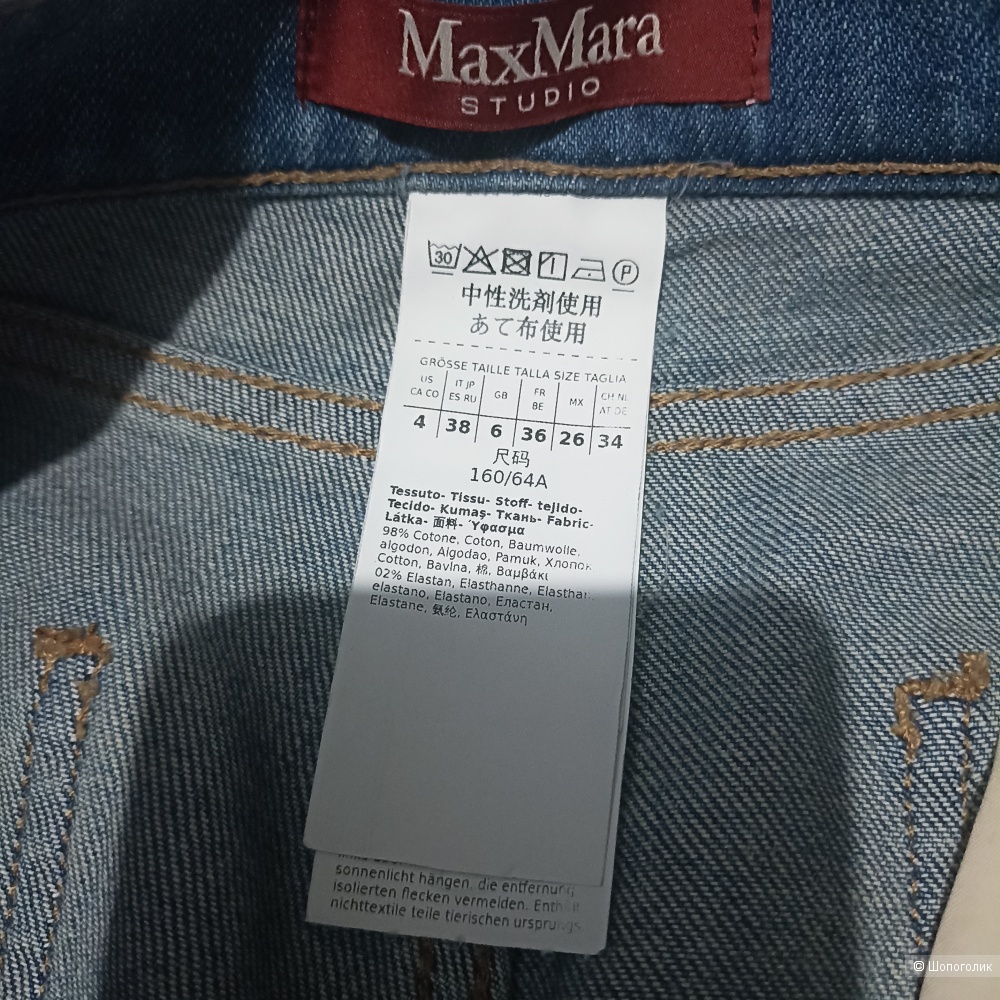 MaxMara
STUDIO
30 P
中性洗剤使用
あて布使用
GRÖSSE TAILLE TALLA SIZE TAGLIA
US CA CO IT JP ES RU GB FR BE MX CH NL AT DE
4 38 6 36 26 34
尺码
160/64A
Tessuto- Tissu- Stoff- tejido-
Tecido- Kumaş- Ткань- Fabric-
Látka- 面料- Ύφασμα
98% Cotone, Coton, Baumwolle,
algodon, Algodao, Pamuk, Хлопок,
Cotton, Bavlna, 棉, Βαμβάκι
02% Elastan, Elasthanne,
elastano, Elastano, Еластан,
Elastane, 氨纶, Ελαστάνη
sonnenlicht hängen. die entfernung
isolierten flecken vermeiden.
nichttextile teile tierischen
© Шопоголик